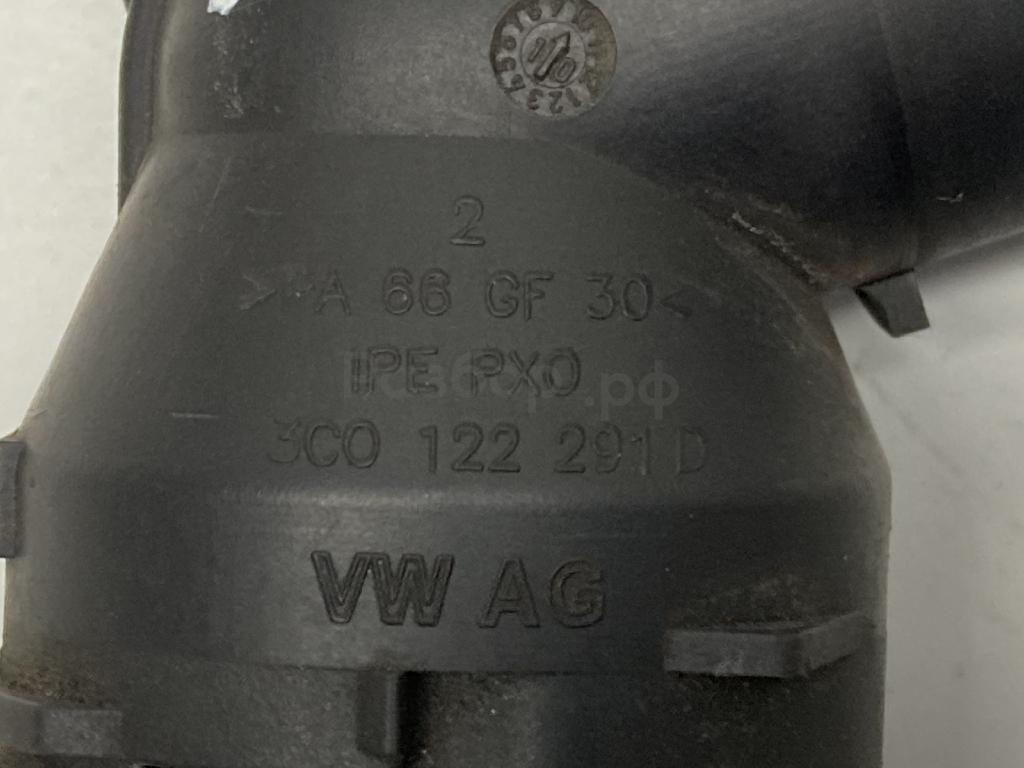 2
>PA 66 GF 30<
IPE PXO
3C0 122 291 D
VW AG